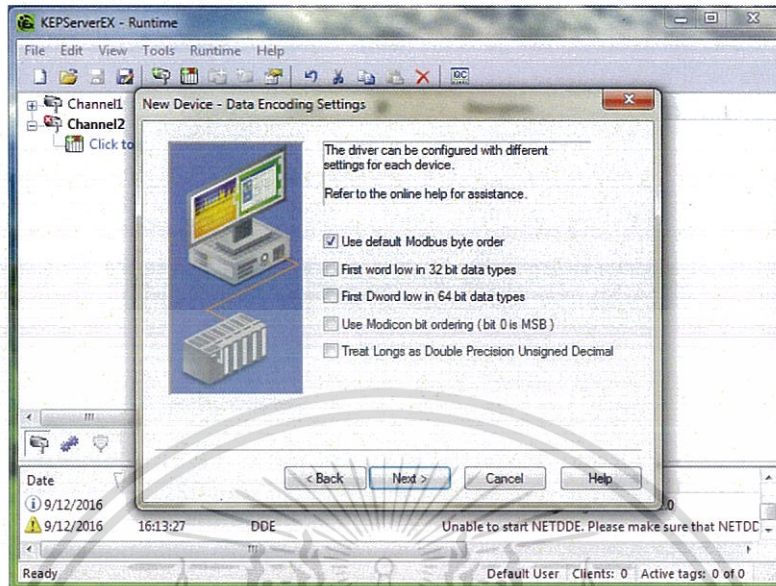 KEPServerEX - Runtime
File Edit View Tools Runtime Help
QC
Channel1
Channel2
Click to
New Device - Data Encoding Settings
The driver can be configured with different
settings for each device.
Refer to the online help for assistance.
Use default Modbus byte order
First word low in 32 bit data types
First Dword low in 64 bit data types
Use Modicon bit ordering (bit 0 is MSB )
Treat Longs as Double Precision Unsigned Decimal
< Back Next > Cancel Help
Date
9/12/2016 .0
9/12/2016 16:13:27 DDE Unable to start NETDDE. Please make sure that NETDD
Ready Default User Clients: 0 Active tags: 0 of 0